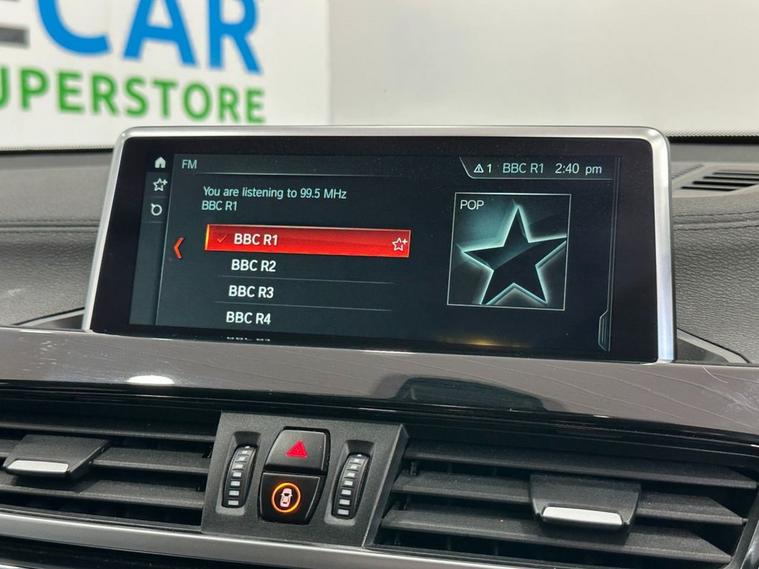 CAR
UPERSTORE
FM
1 BBC R1 2:40 pm
You are listening to 99.5 MHz
BBC R1
POP
BBC R1
BBC R2
BBC R3
BBC R4